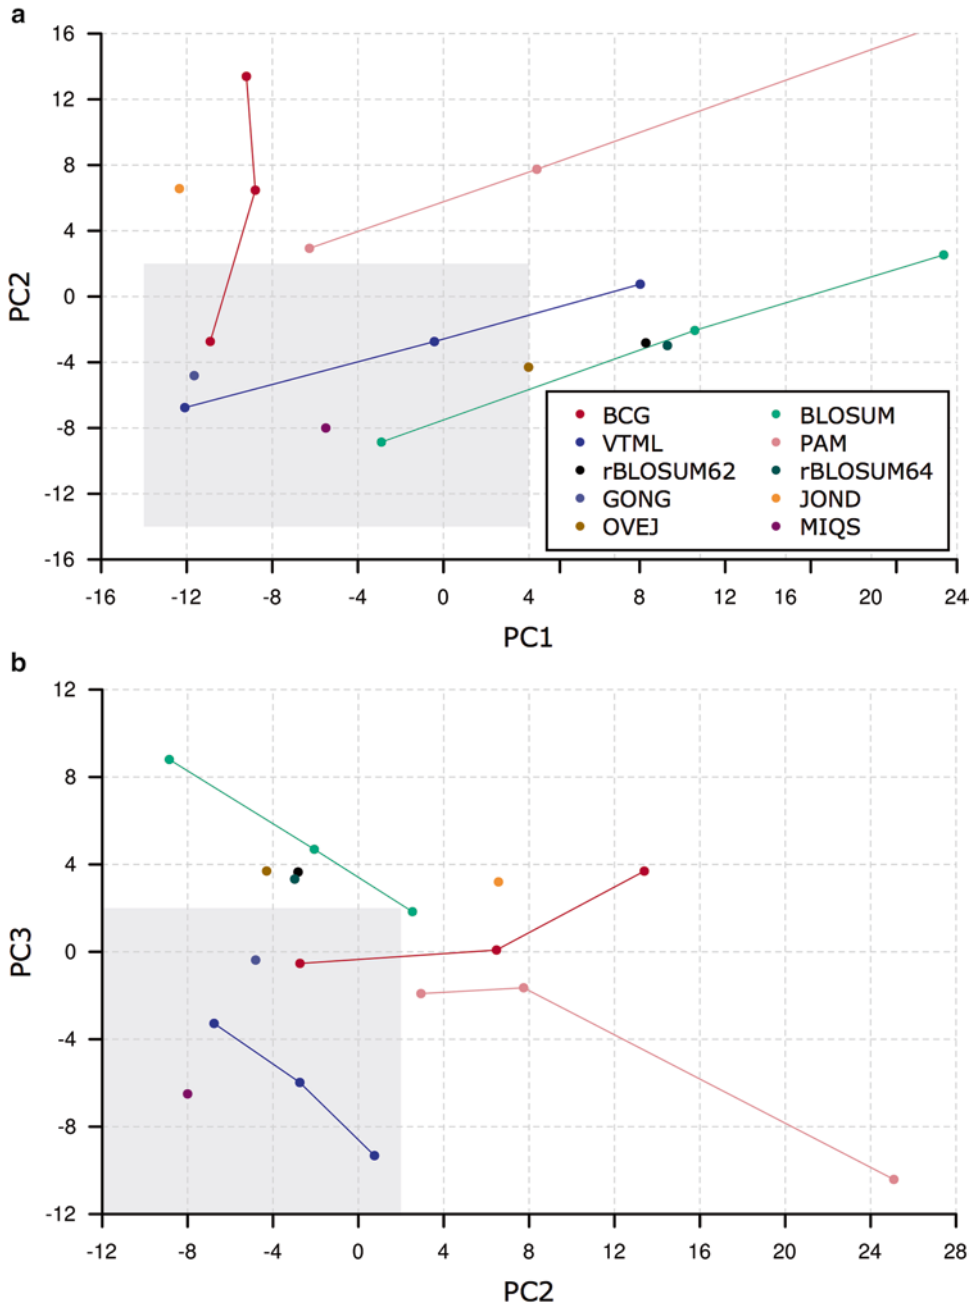 a
16
12
8
4
0
-4
-8
-12
-16
PC2
-16 -12 -8 -4 0 4 8 12 16 20 24
PC1
BCG BLOSUM
VTML PAM
rBLOSUM62 rBLOSUM64
GONG JOND
OVEJ MIQS
b
12
8
4
0
-4
-8
-12
PC3
-12 -8 -4 0 4 8 12 16 20 24 28
PC2